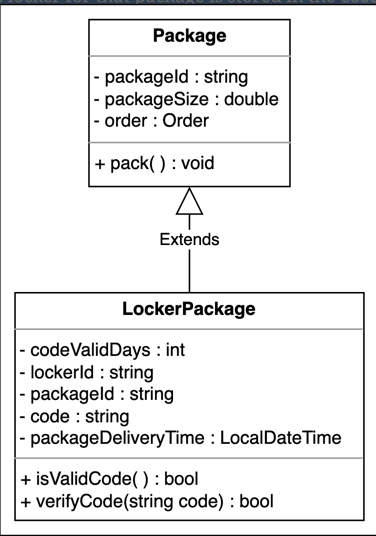 Package
- packageId : string
- packageSize : double
- order : Order
+ pack( ) : void
Extends
LockerPackage
- codeValidDays : int
- lockerId : string
- packageId : string
- code : string
- packageDeliveryTime : LocalDateTime
+ isValidCode( ) : bool
+ verifyCode(string code) : bool